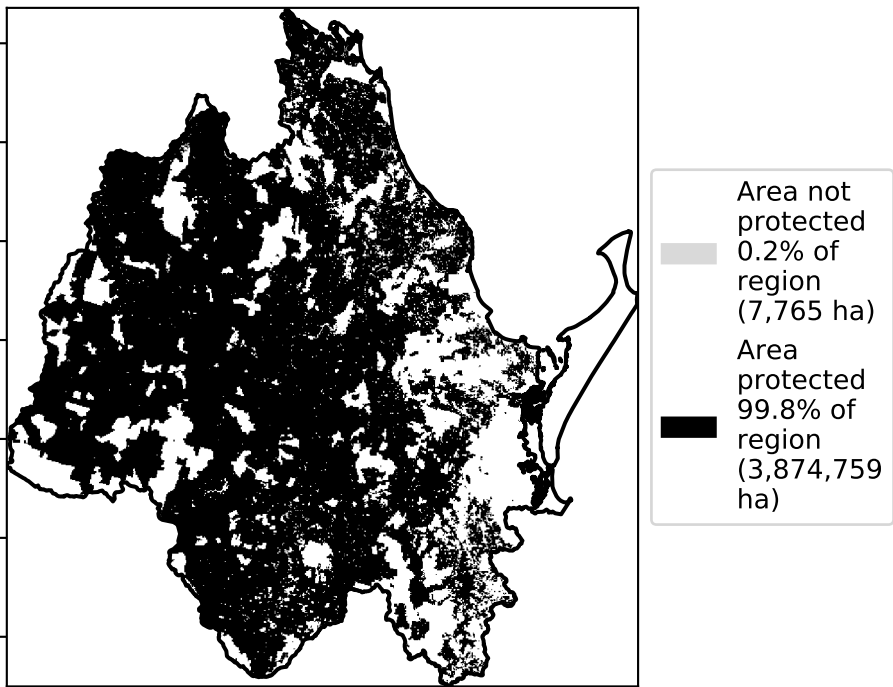 Area not
protected
0.2% of
region
(7,765 ha)
Area
protected
99.8% of
region
(3,874,759
ha)